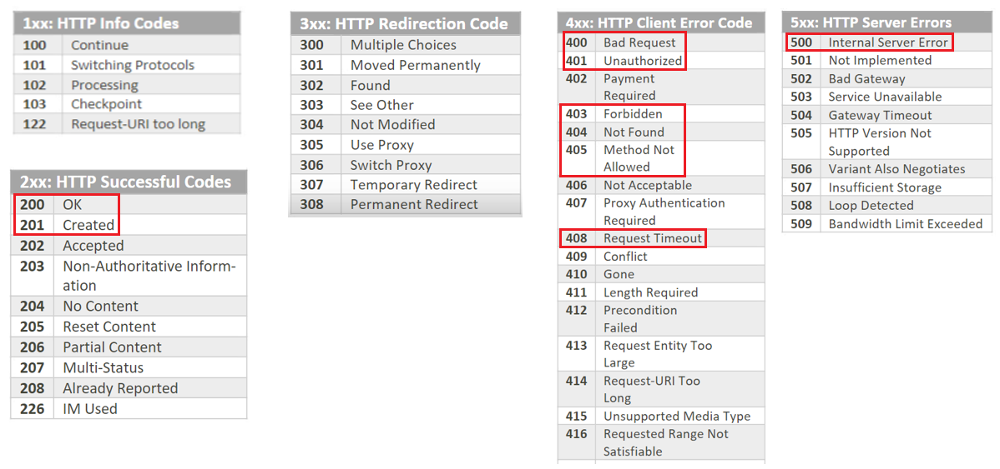 1xx: HTTP Info Codes
100 Continue
101 Switching Protocols
102 Processing
103 Checkpoint
122 Request-URI too long
2xx: HTTP Successful Codes
200 OK
201 Created
202 Accepted
203 Non-Authoritative Inform-
ation
204 No Content
205 Reset Content
206 Partial Content
207 Multi-Status
208 Already Reported
226 IM Used
3xx: HTTP Redirection Code
300 Multiple Choices
301 Moved Permanently
302 Found
303 See Other
304 Not Modified
305 Use Proxy
306 Switch Proxy
307 Temporary Redirect
308 Permanent Redirect
4xx: HTTP Client Error Code
400 Bad Request
401 Unauthorized
402 Payment
Required
403 Forbidden
404 Not Found
405 Method Not
Allowed
406 Not Acceptable
407 Proxy Authentication
Required
408 Request Timeout
409 Conflict
410 Gone
411 Length Required
412 Precondition
Failed
413 Request Entity Too
Large
414 Request-URI Too
Long
415 Unsupported Media Type
416 Requested Range Not
Satisfiable
5xx: HTTP Server Errors
500 Internal Server Error
501 Not Implemented
502 Bad Gateway
503 Service Unavailable
504 Gateway Timeout
505 HTTP Version Not
Supported
506 Variant Also Negotiates
507 Insufficient Storage
508 Loop Detected
509 Bandwidth Limit Exceeded